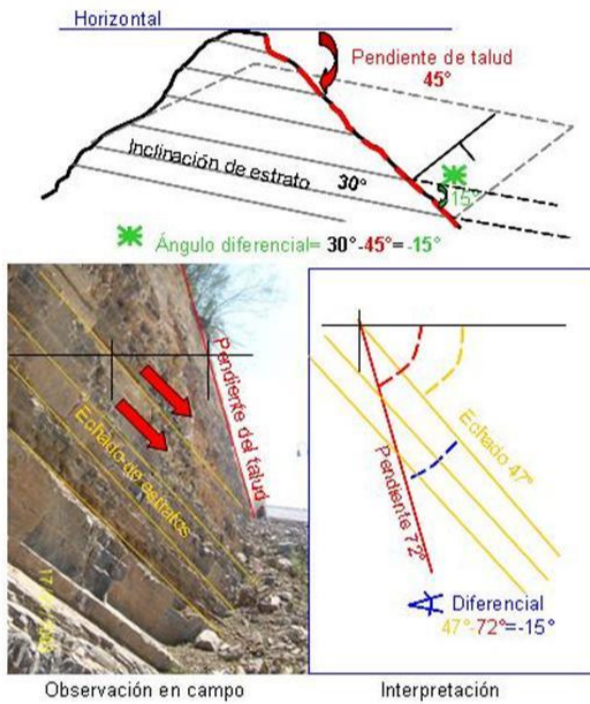 Horizontal
Pendiente de talud
45°
Inclinación de estrato 30°
15°
Ángulo diferencial= 30°-45°=-15°
Pendiente del talud
Echado de estratos
Echado 47°
Pendiente 72°
Diferencial
47°-72°=-15°
Observación en campo
Interpretación